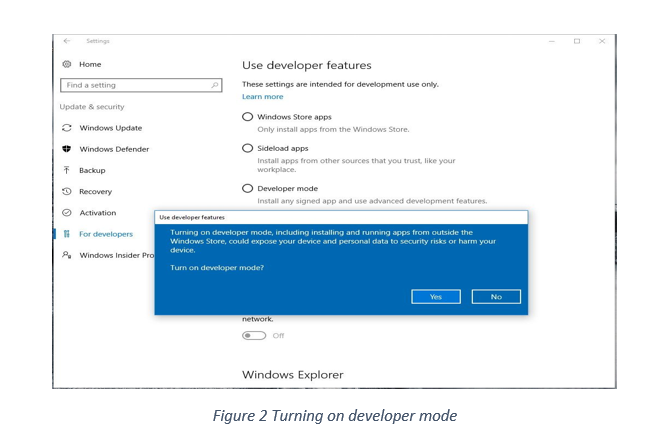 Settings
Home
Find a setting
Update & security
Windows Update
Windows Defender
Backup
Recovery
Activation
For developers
Windows Insider Pro
Use developer features
These settings are intended for development use only.
Learn more
Windows Store apps
Only install apps from the Windows Store.
Sideload apps
Install apps from other sources that you trust, like your
workplace.
Developer mode
Install any signed app and use advanced development features.
Use developer features
Turning on developer mode, including installing and running apps from outside the
Windows Store, could expose your device and personal data to security risks or harm your
device.
Turn on developer mode?
Yes
No
network.
Off
Windows Explorer
Figure 2 Turning on developer mode